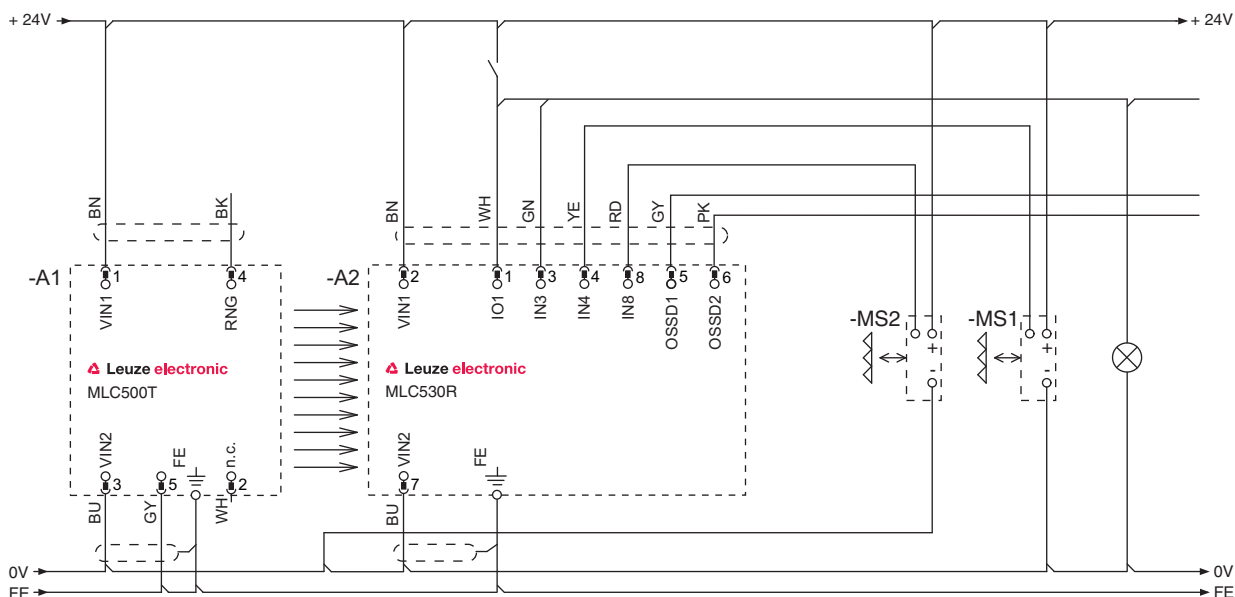 + 24V
+ 24V
BN
BK
BN
WH
GN
YE
RD
GY
PK
-A1
1
4
-A2
2
1
3
4
8
5
6
VIN1
RNG
VIN1
IO1
IN3
IN4
IN8
OSSD1
OSSD2
-MS2
-MS1
+
+
-
-
Leuze electronic
MLC500T
Leuze electronic
MLC530R
VIN2
FE
n.c.
VIN2
FE
3
5
2
7
BU
GY
WH
BU
0V
0V
FE
FE